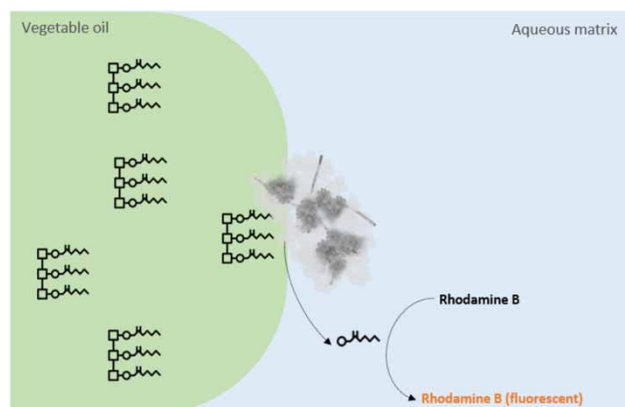 Vegetable oil
Aqueous matrix
Rhodamine B
Rhodamine B (fluorescent)